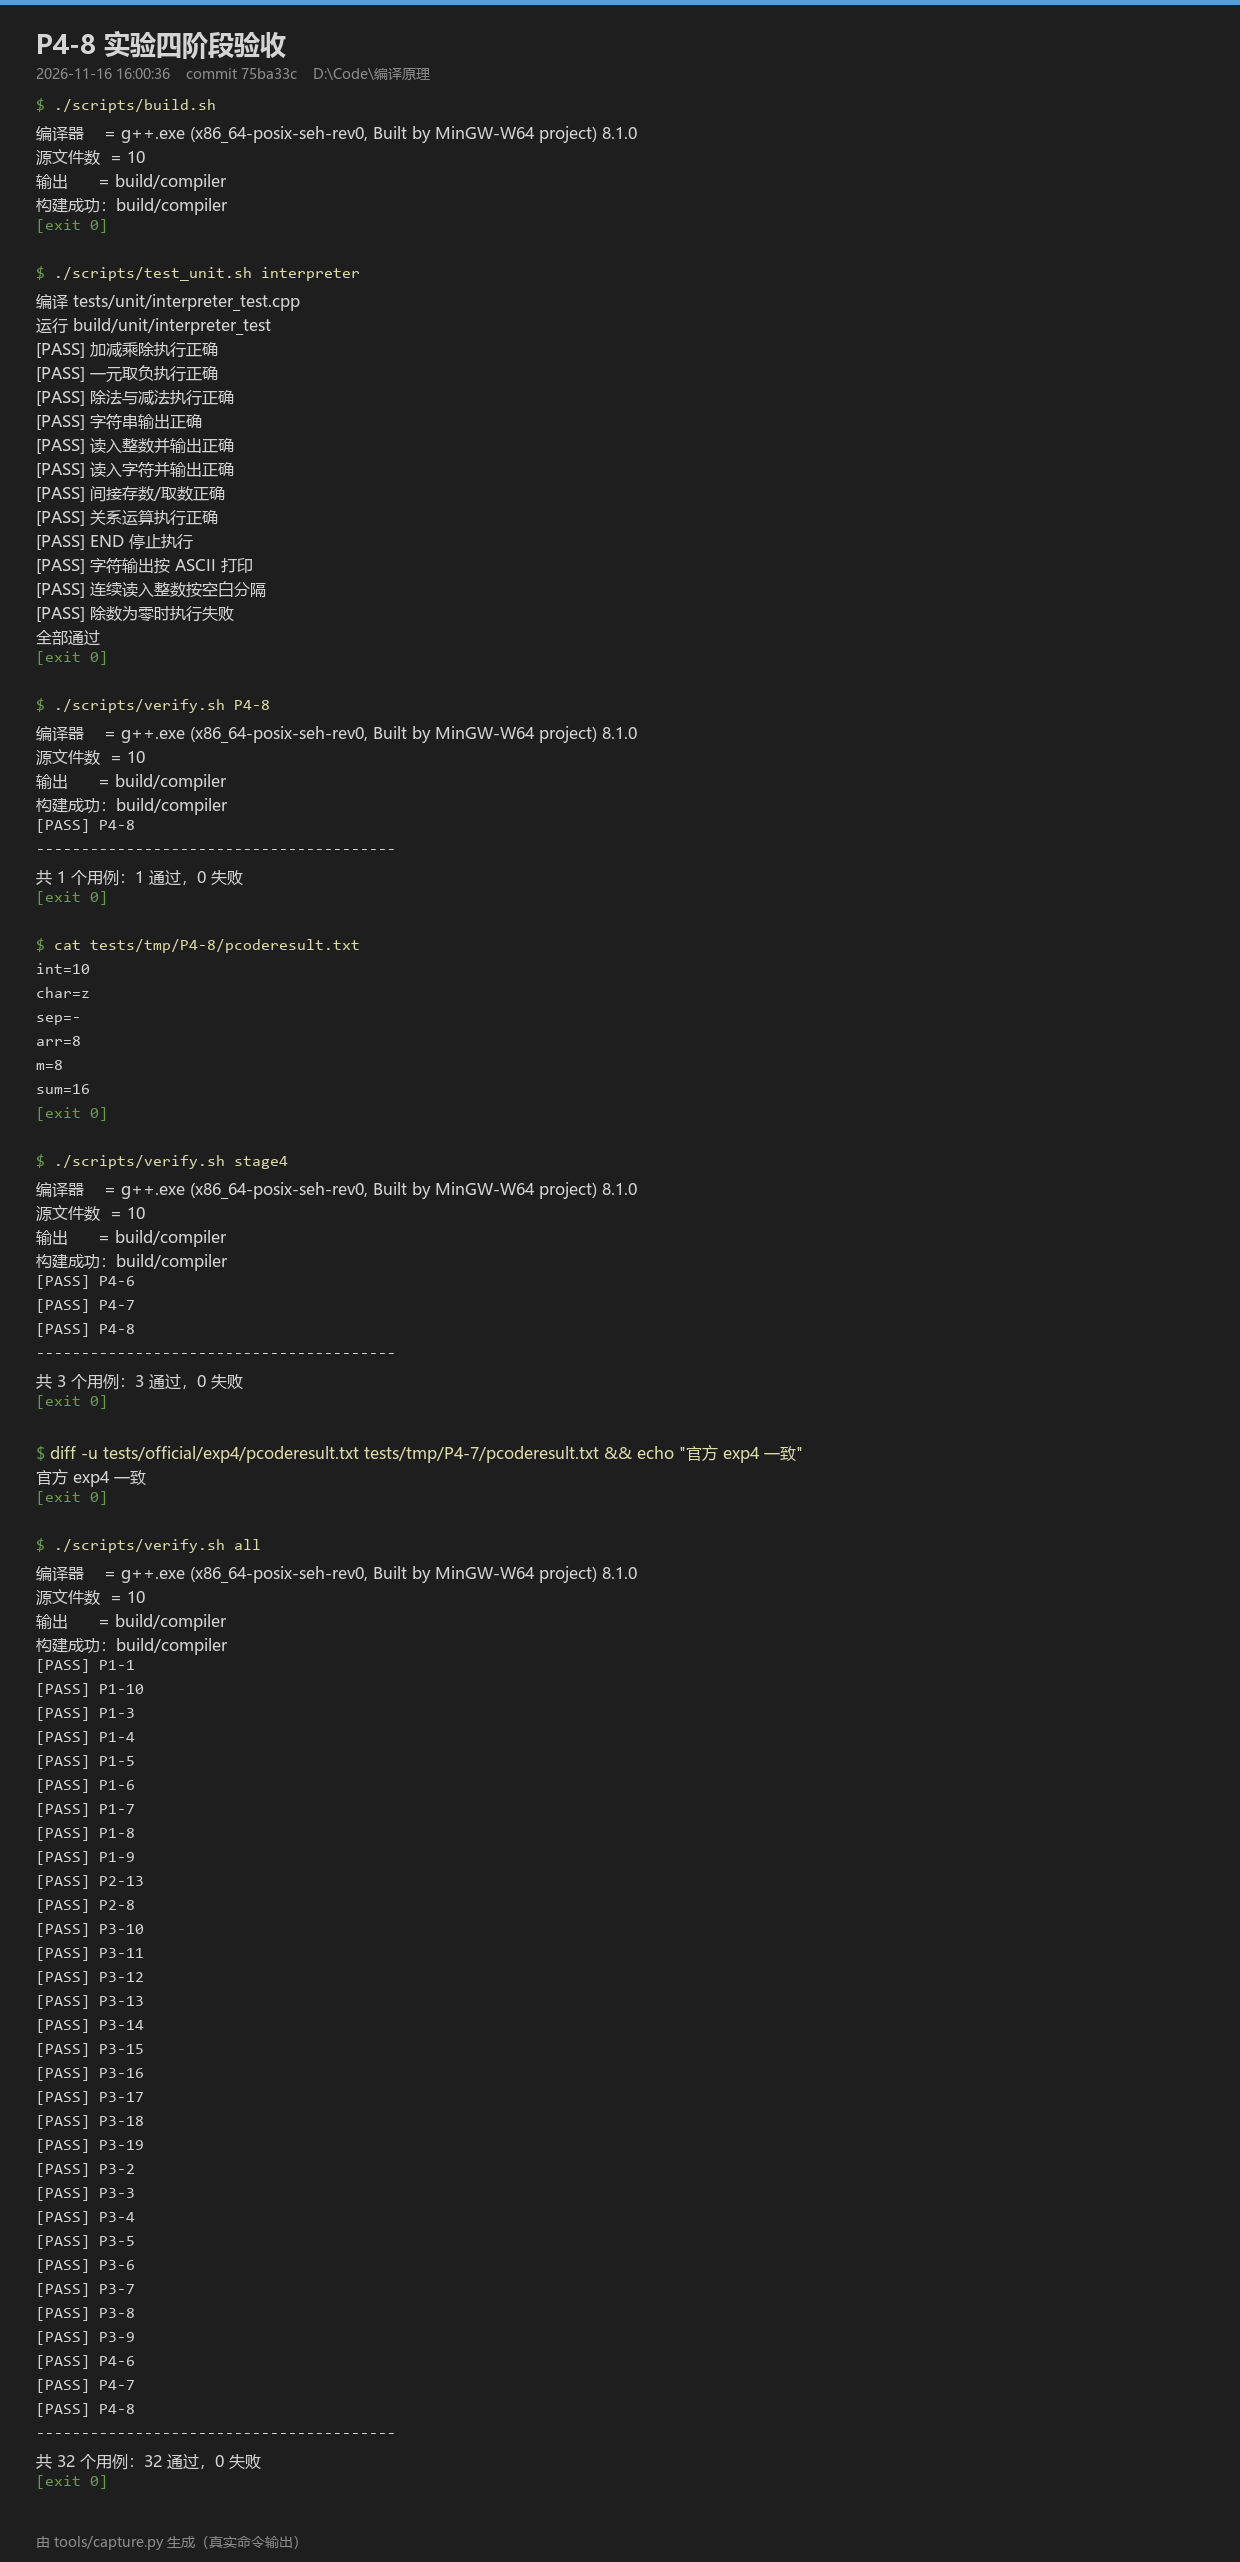 P4-8 实验四阶段验收
2026-11-16 16:00:36 commit 75ba33c D:\Code\编译原理
$ ./scripts/build.sh
编译器 = g++.exe (x86_64-posix-seh-rev0, Built by MinGW-W64 project) 8.1.0
源文件数 = 10
输出 = build/compiler
构建成功：build/compiler
[exit 0]
$ ./scripts/test_unit.sh interpreter
编译 tests/unit/interpreter_test.cpp
运行 build/unit/interpreter_test
[PASS] 加减乘除执行正确
[PASS] 一元取负执行正确
[PASS] 除法与减法执行正确
[PASS] 字符串输出正确
[PASS] 读入整数并输出正确
[PASS] 读入字符并输出正确
[PASS] 间接存数/取数正确
[PASS] 关系运算执行正确
[PASS] END 停止执行
[PASS] 字符输出按 ASCII 打印
[PASS] 连续读入整数按空白分隔
[PASS] 除数为零时执行失败
全部通过
[exit 0]
$ ./scripts/verify.sh P4-8
编译器 = g++.exe (x86_64-posix-seh-rev0, Built by MinGW-W64 project) 8.1.0
源文件数 = 10
输出 = build/compiler
构建成功：build/compiler
[PASS] P4-8
----------------------------------------
共 1 个用例：1 通过，0 失败
[exit 0]
$ cat tests/tmp/P4-8/pcoderesult.txt
int=10
char=z
sep=-
arr=8
m=8
sum=16
[exit 0]
$ ./scripts/verify.sh stage4
编译器 = g++.exe (x86_64-posix-seh-rev0, Built by MinGW-W64 project) 8.1.0
源文件数 = 10
输出 = build/compiler
构建成功：build/compiler
[PASS] P4-6
[PASS] P4-7
[PASS] P4-8
----------------------------------------
共 3 个用例：3 通过，0 失败
[exit 0]
$ diff -u tests/official/exp4/pcoderesult.txt tests/tmp/P4-7/pcoderesult.txt && echo "官方 exp4 一致"
官方 exp4 一致
[exit 0]
$ ./scripts/verify.sh all
编译器 = g++.exe (x86_64-posix-seh-rev0, Built by MinGW-W64 project) 8.1.0
源文件数 = 10
输出 = build/compiler
构建成功：build/compiler
[PASS] P1-1
[PASS] P1-10
[PASS] P1-3
[PASS] P1-4
[PASS] P1-5
[PASS] P1-6
[PASS] P1-7
[PASS] P1-8
[PASS] P1-9
[PASS] P2-13
[PASS] P2-8
[PASS] P3-10
[PASS] P3-11
[PASS] P3-12
[PASS] P3-13
[PASS] P3-14
[PASS] P3-15
[PASS] P3-16
[PASS] P3-17
[PASS] P3-18
[PASS] P3-19
[PASS] P3-2
[PASS] P3-3
[PASS] P3-4
[PASS] P3-5
[PASS] P3-6
[PASS] P3-7
[PASS] P3-8
[PASS] P3-9
[PASS] P4-6
[PASS] P4-7
[PASS] P4-8
----------------------------------------
共 32 个用例：32 通过，0 失败
[exit 0]
由 tools/capture.py 生成（真实命令输出）